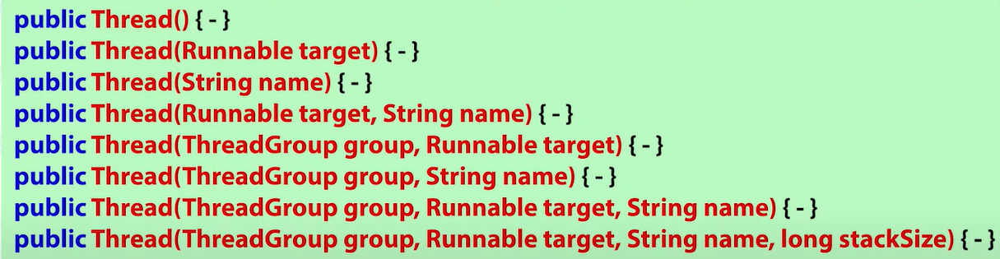 public Thread() { - }
public Thread(Runnable target) { - }
public Thread(String name) { - }
public Thread(Runnable target, String name) { - }
public Thread(ThreadGroup group, Runnable target) { - }
public Thread(ThreadGroup group, String name) { - }
public Thread(ThreadGroup group, Runnable target, String name) { - }
public Thread(ThreadGroup group, Runnable target, String name, long stackSize) { - }